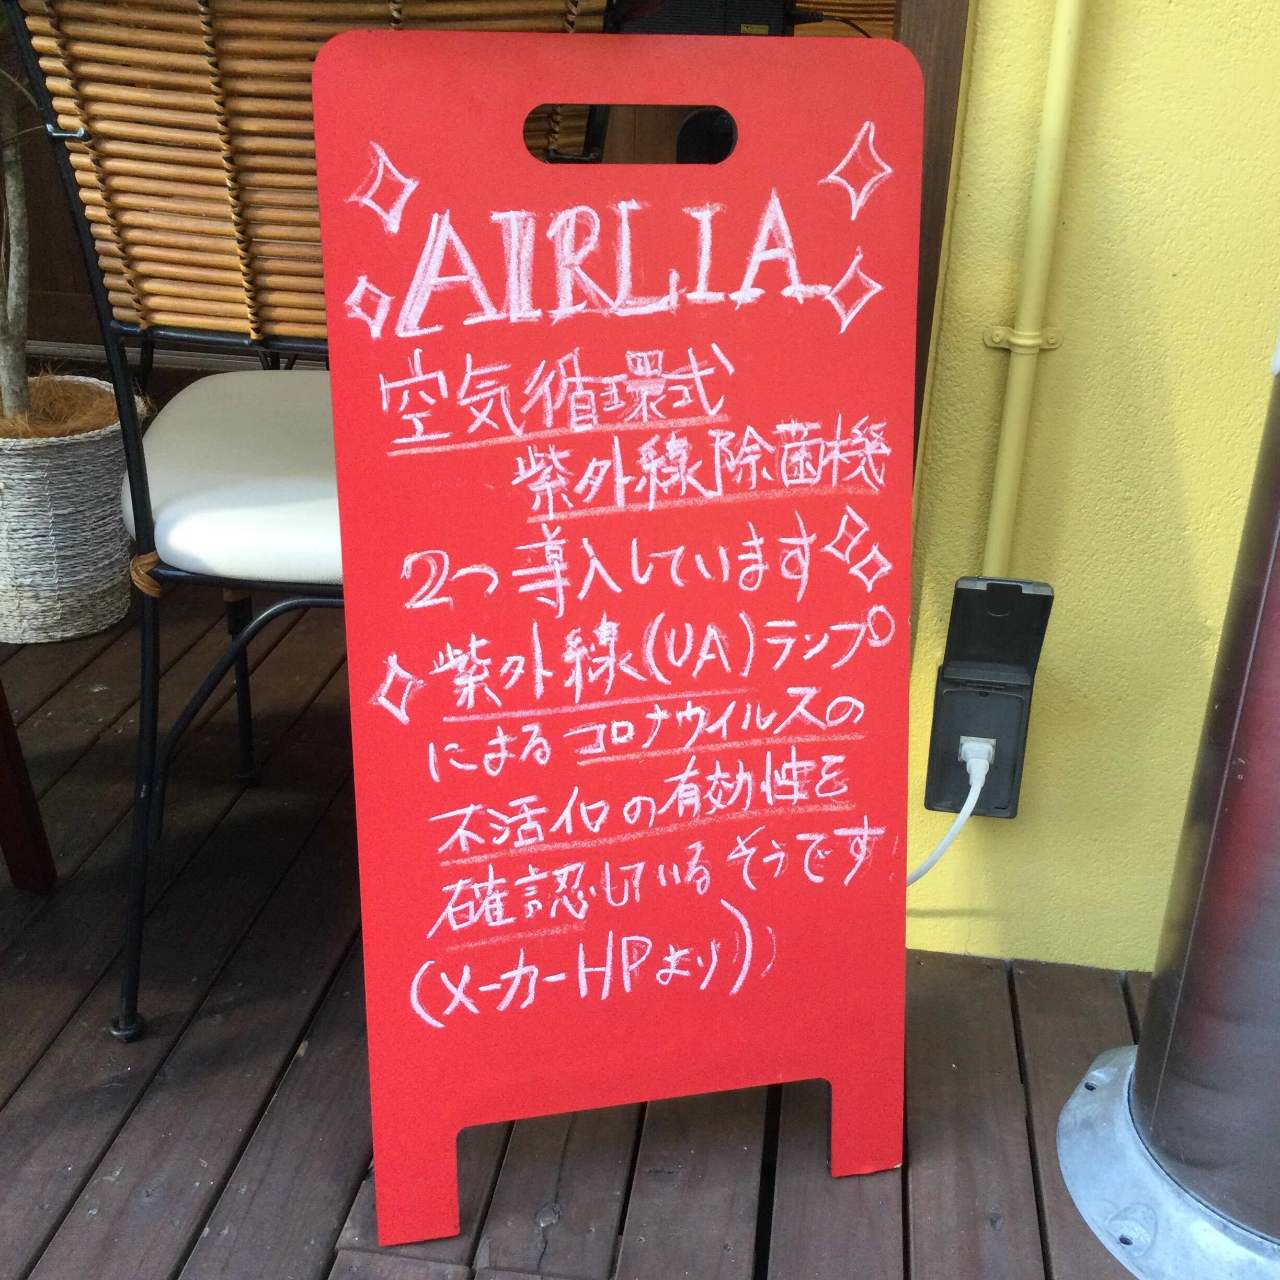 AIRLIA
空気循環式
紫外線除菌機
2つ導入しています
紫外線(UA)ランプ
によるコロナウイルスの
不活化の有効性を
確認しているそうです
(メーカーHPより)